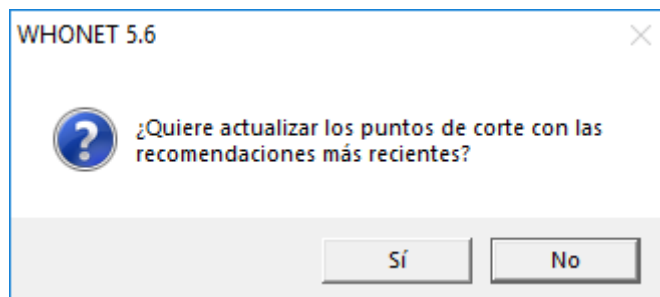 WHONET 5.6
¿Quiere actualizar los puntos de corte con las
recomendaciones más recientes?
Sí
No